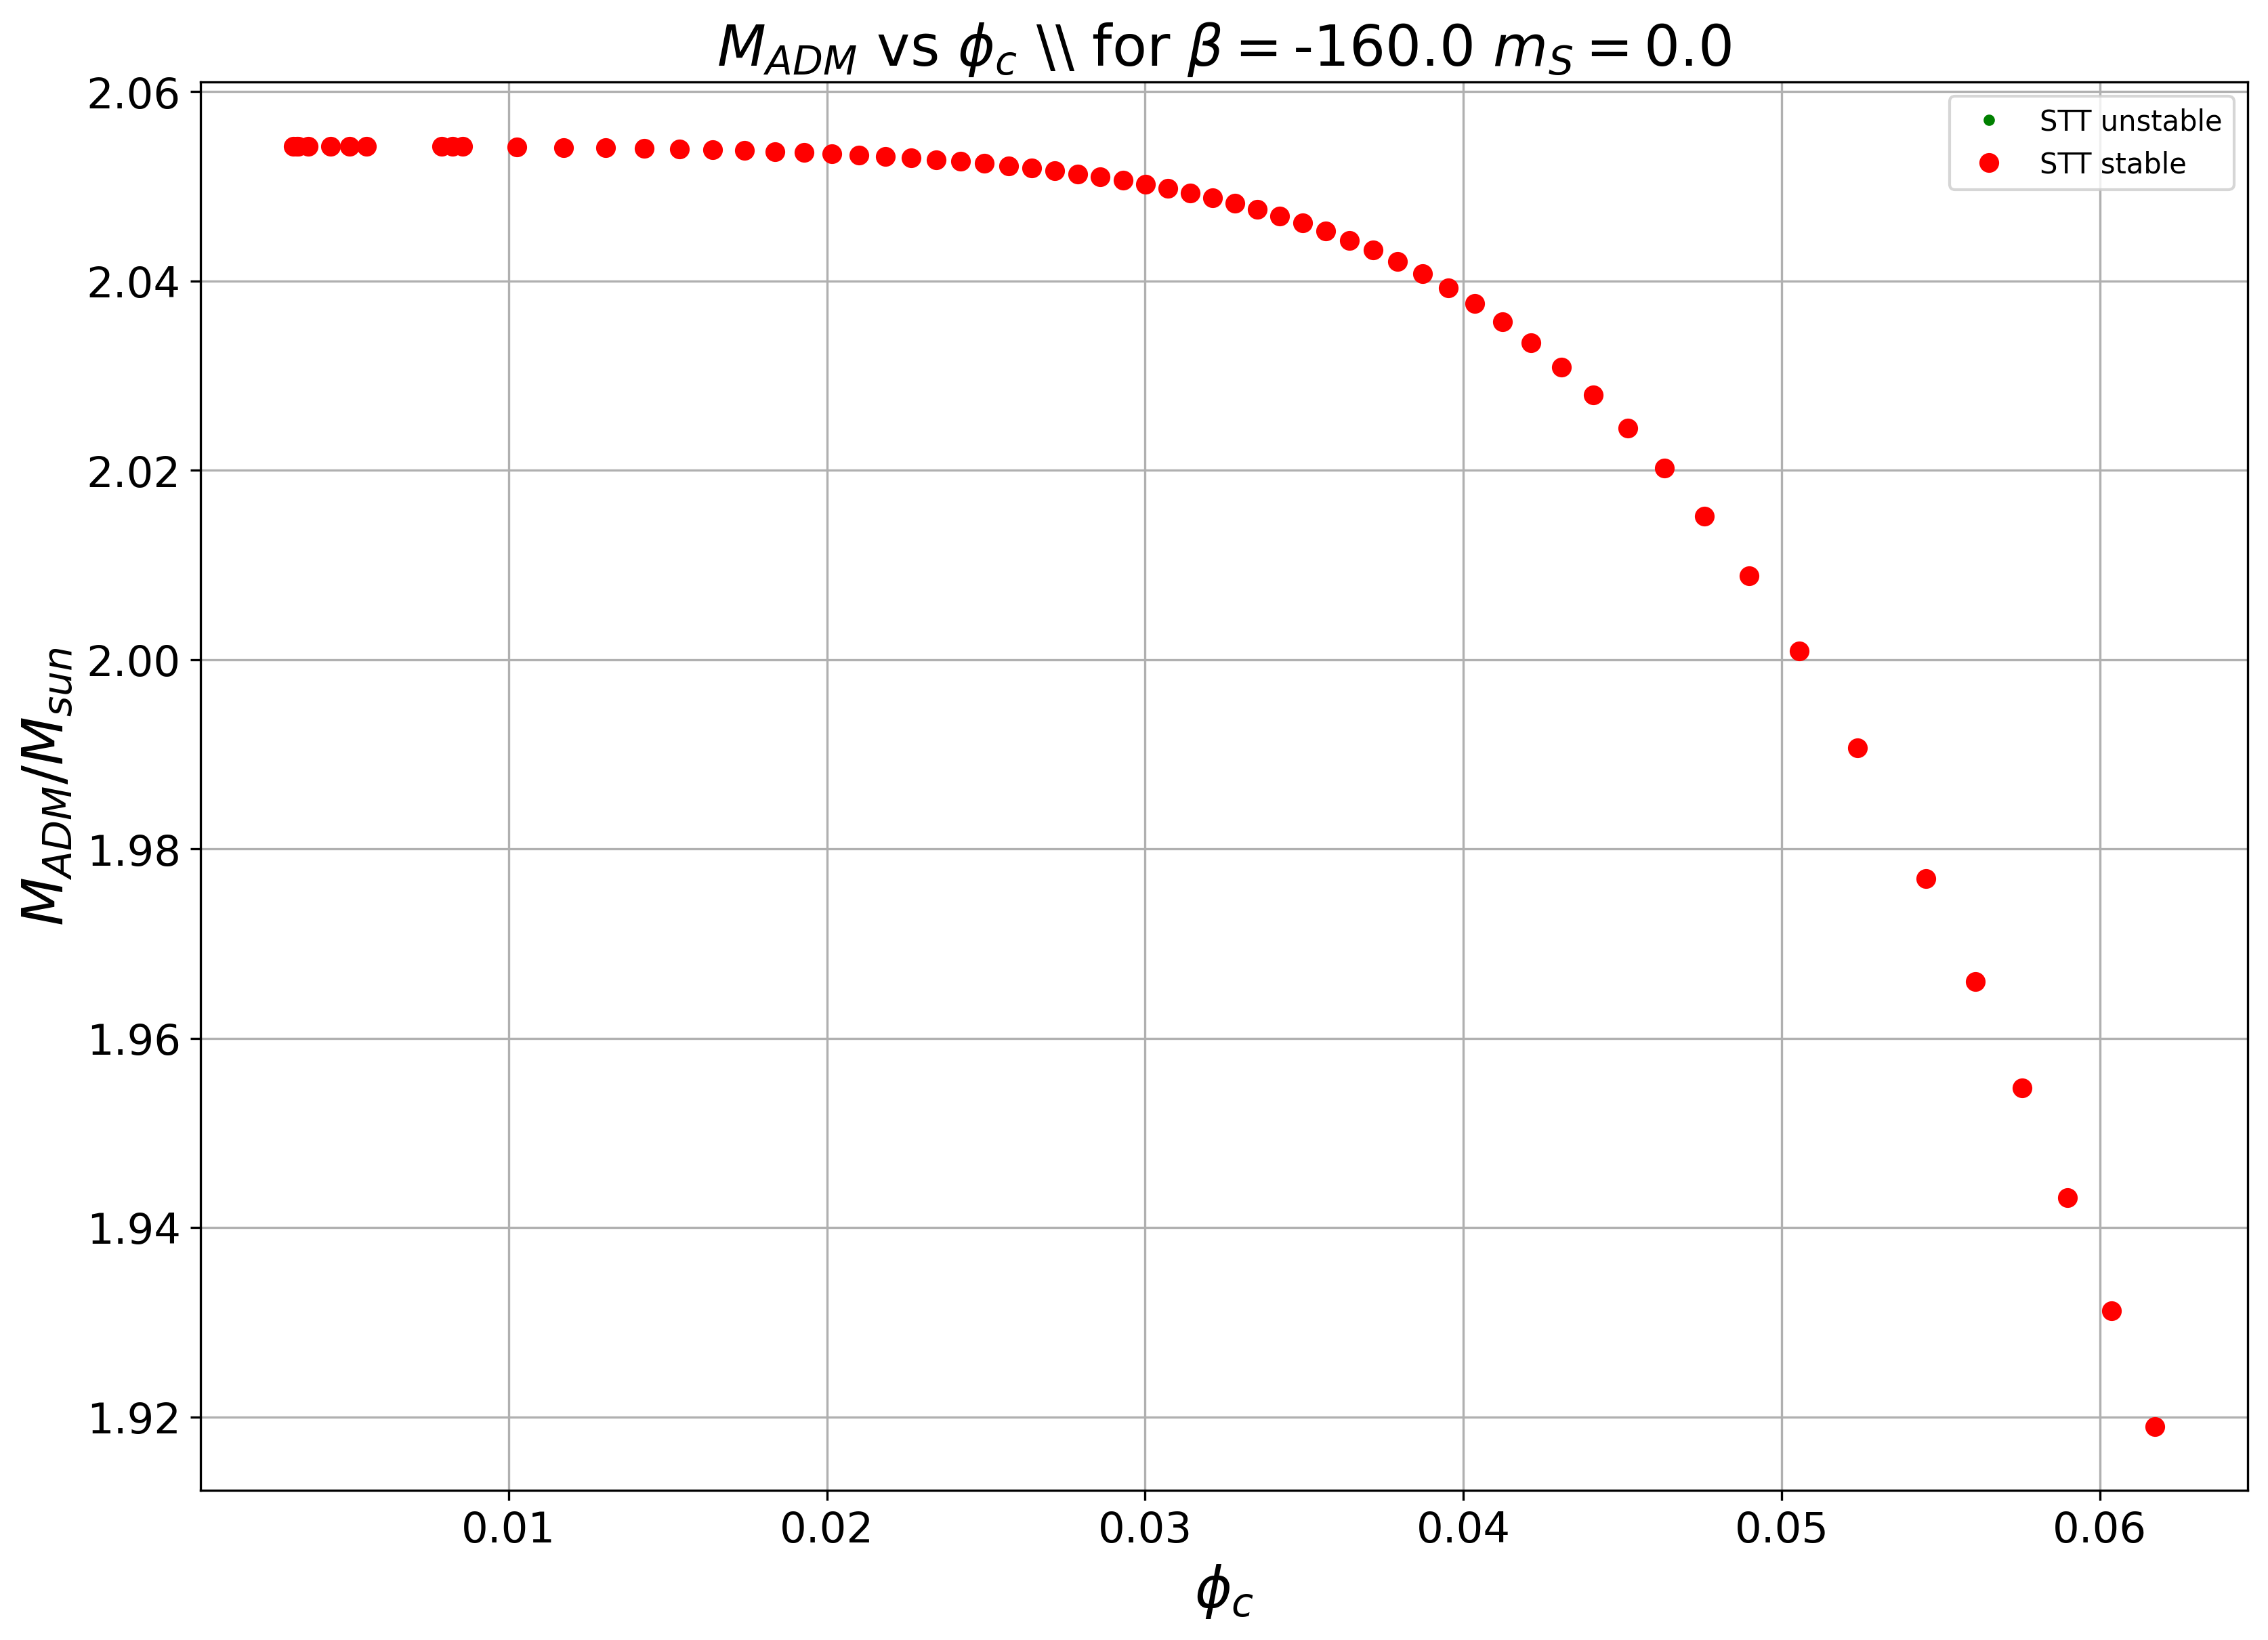 M_ADM vs ϕ_c \\ for β = -160.0 m_S = 0.0
2.06
2.04
2.02
2.00
1.98
1.96
1.94
1.92
M_ADM/M_sun
STT unstable
STT stable
0.01 0.02 0.03 0.04 0.05 0.06
ϕ_c